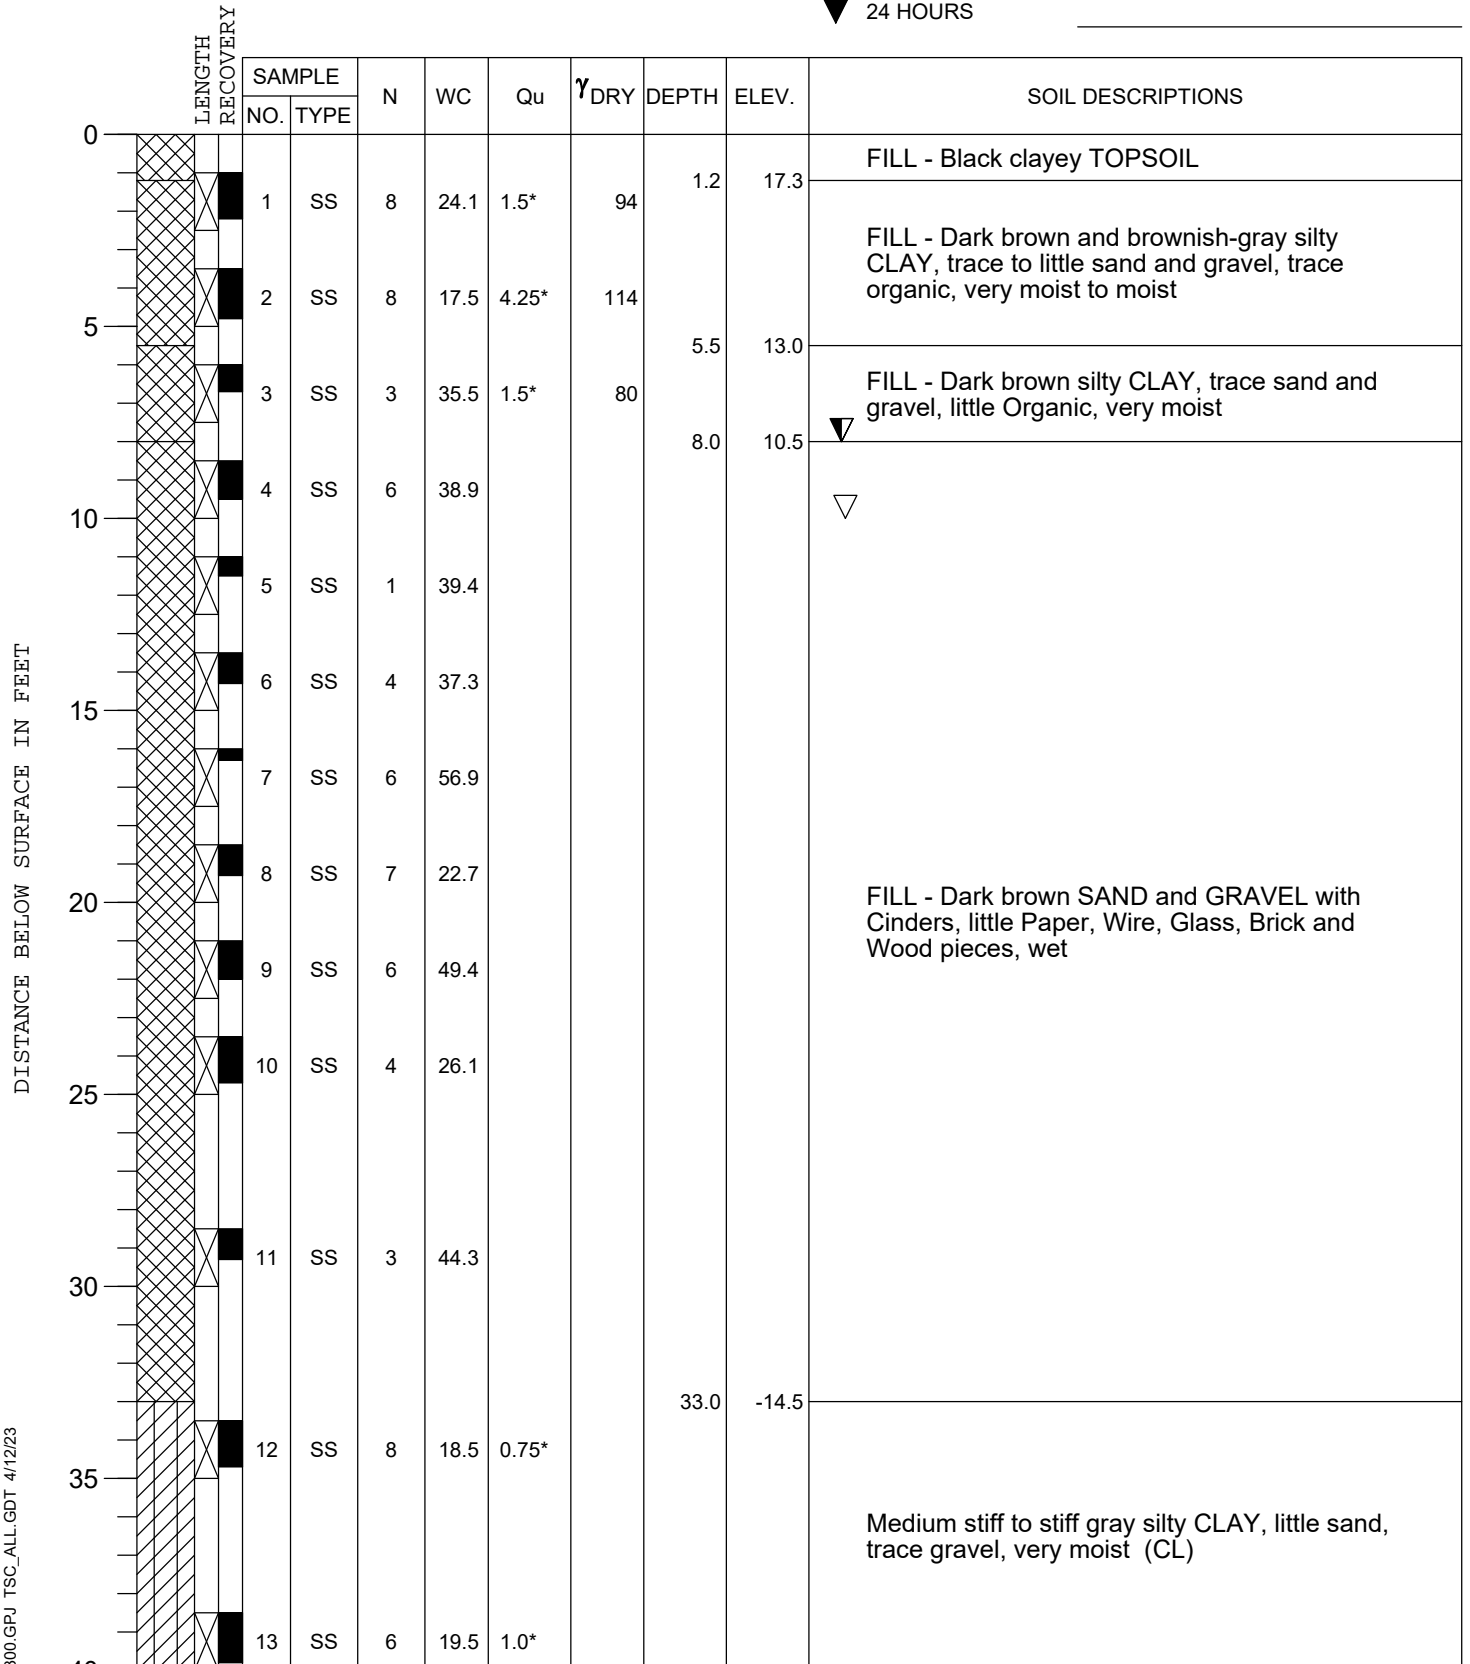 24 HOURS
LENGTH
RECOVERY
SAMPLE
NO. TYPE N WC Qu γDRY DEPTH ELEV. SOIL DESCRIPTIONS
0
FILL - Black clayey TOPSOIL
1.2 17.3
1 SS 8 24.1 1.5* 94
FILL - Dark brown and brownish-gray silty
CLAY, trace to little sand and gravel, trace
organic, very moist to moist
2 SS 8 17.5 4.25* 114
5
5.5 13.0
FILL - Dark brown silty CLAY, trace sand and
gravel, little Organic, very moist
3 SS 3 35.5 1.5* 80
8.0 10.5
4 SS 6 38.9
10
5 SS 1 39.4
6 SS 4 37.3
15
7 SS 6 56.9
8 SS 7 22.7
20
FILL - Dark brown SAND and GRAVEL with
Cinders, little Paper, Wire, Glass, Brick and
Wood pieces, wet
9 SS 6 49.4
10 SS 4 26.1
25
11 SS 3 44.3
30
33.0 -14.5
12 SS 8 18.5 0.75*
35
Medium stiff to stiff gray silty CLAY, little sand,
trace gravel, very moist (CL)
13 SS 6 19.5 1.0*
DISTANCE BELOW SURFACE IN FEET
300.GPJ TSC_ALL.GDT 4/12/23